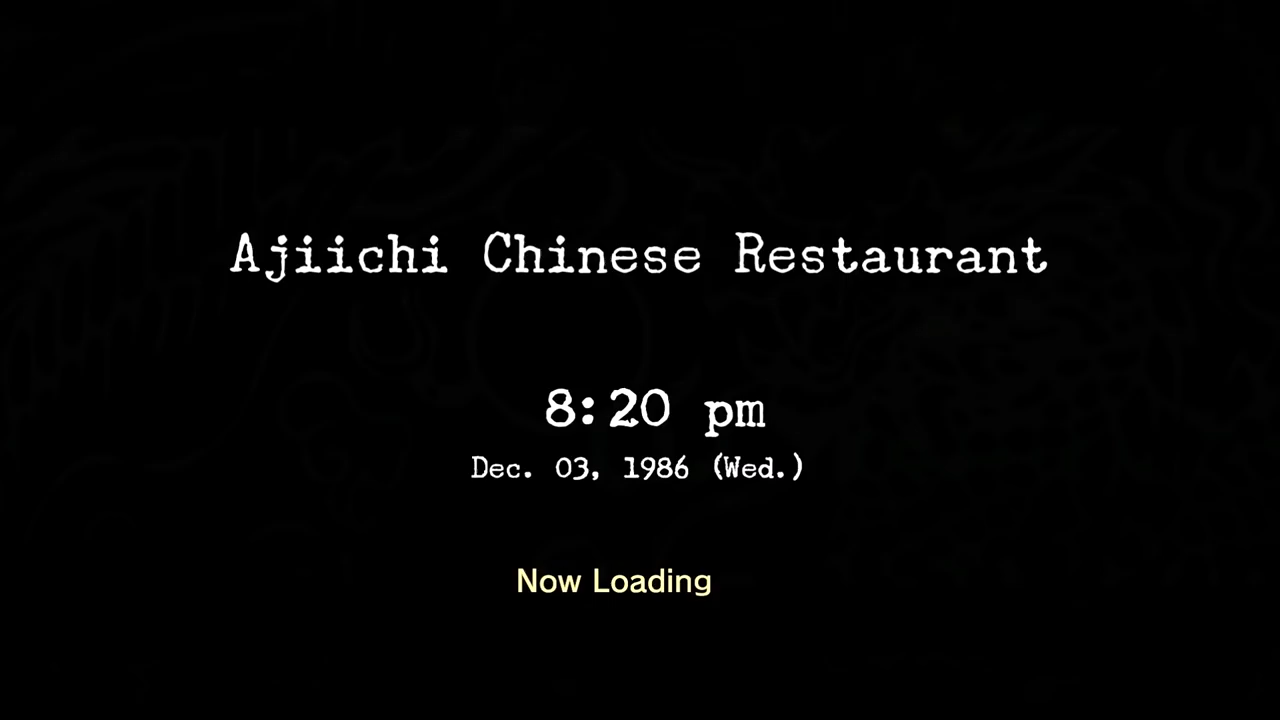 Ajiichi Chinese Restaurant
8:20 pm
Dec. 03, 1986 (Wed.)
Now Loading